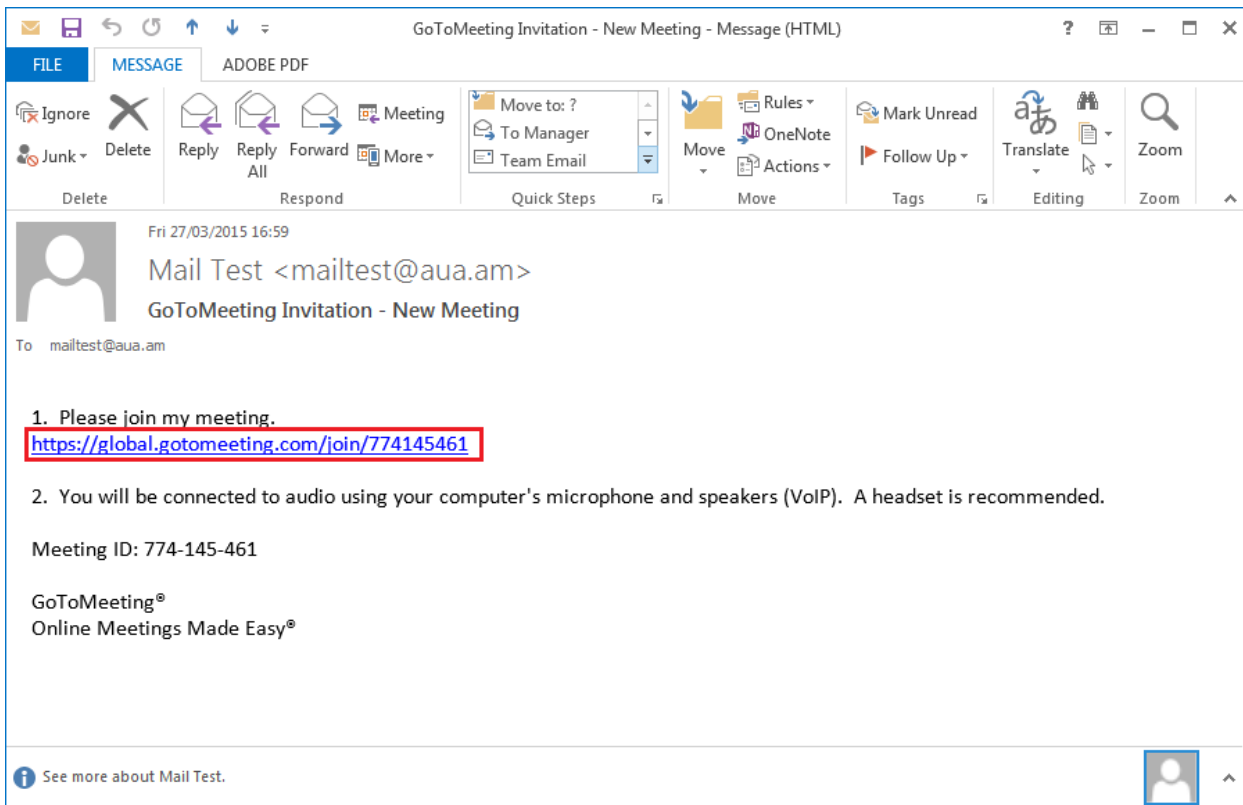 GoToMeeting Invitation - New Meeting - Message (HTML)
FILE MESSAGE ADOBE PDF
Ignore
Junk
Delete
Reply
Reply All
Forward
Meeting
More
Move to: ?
To Manager
Team Email
Move
Rules
OneNote
Actions
Mark Unread
Follow Up
Translate
Zoom
Delete Respond Quick Steps Move Tags Editing Zoom
Fri 27/03/2015 16:59
Mail Test <mailtest@aua.am>
GoToMeeting Invitation - New Meeting
To mailtest@aua.am
1. Please join my meeting.
https://global.gotomeeting.com/join/774145461
2. You will be connected to audio using your computer's microphone and speakers (VoIP). A headset is recommended.
Meeting ID: 774-145-461
GoToMeeting®
Online Meetings Made Easy®
See more about Mail Test.